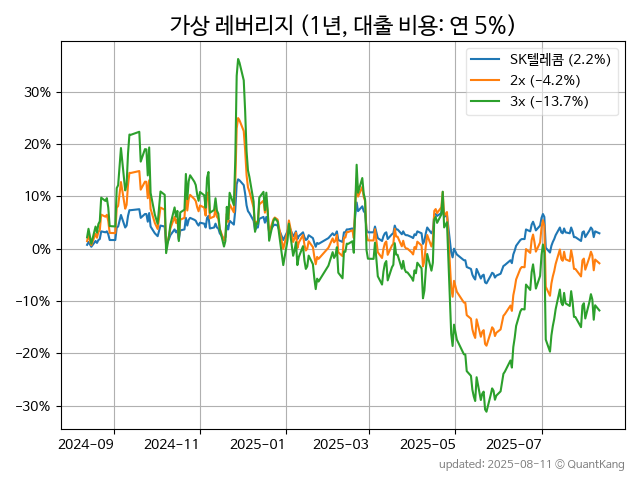 가상 레버리지 (1년, 대출 비용: 연 5%)
SK텔레콤 (2.2%)
2x (−4.2%)
3x (−13.7%)
30%
20%
10%
0%
−10%
−20%
−30%
2024-09
2024-11
2025-01
2025-03
2025-05
2025-07
updated: 2025-08-11 © QuantKang